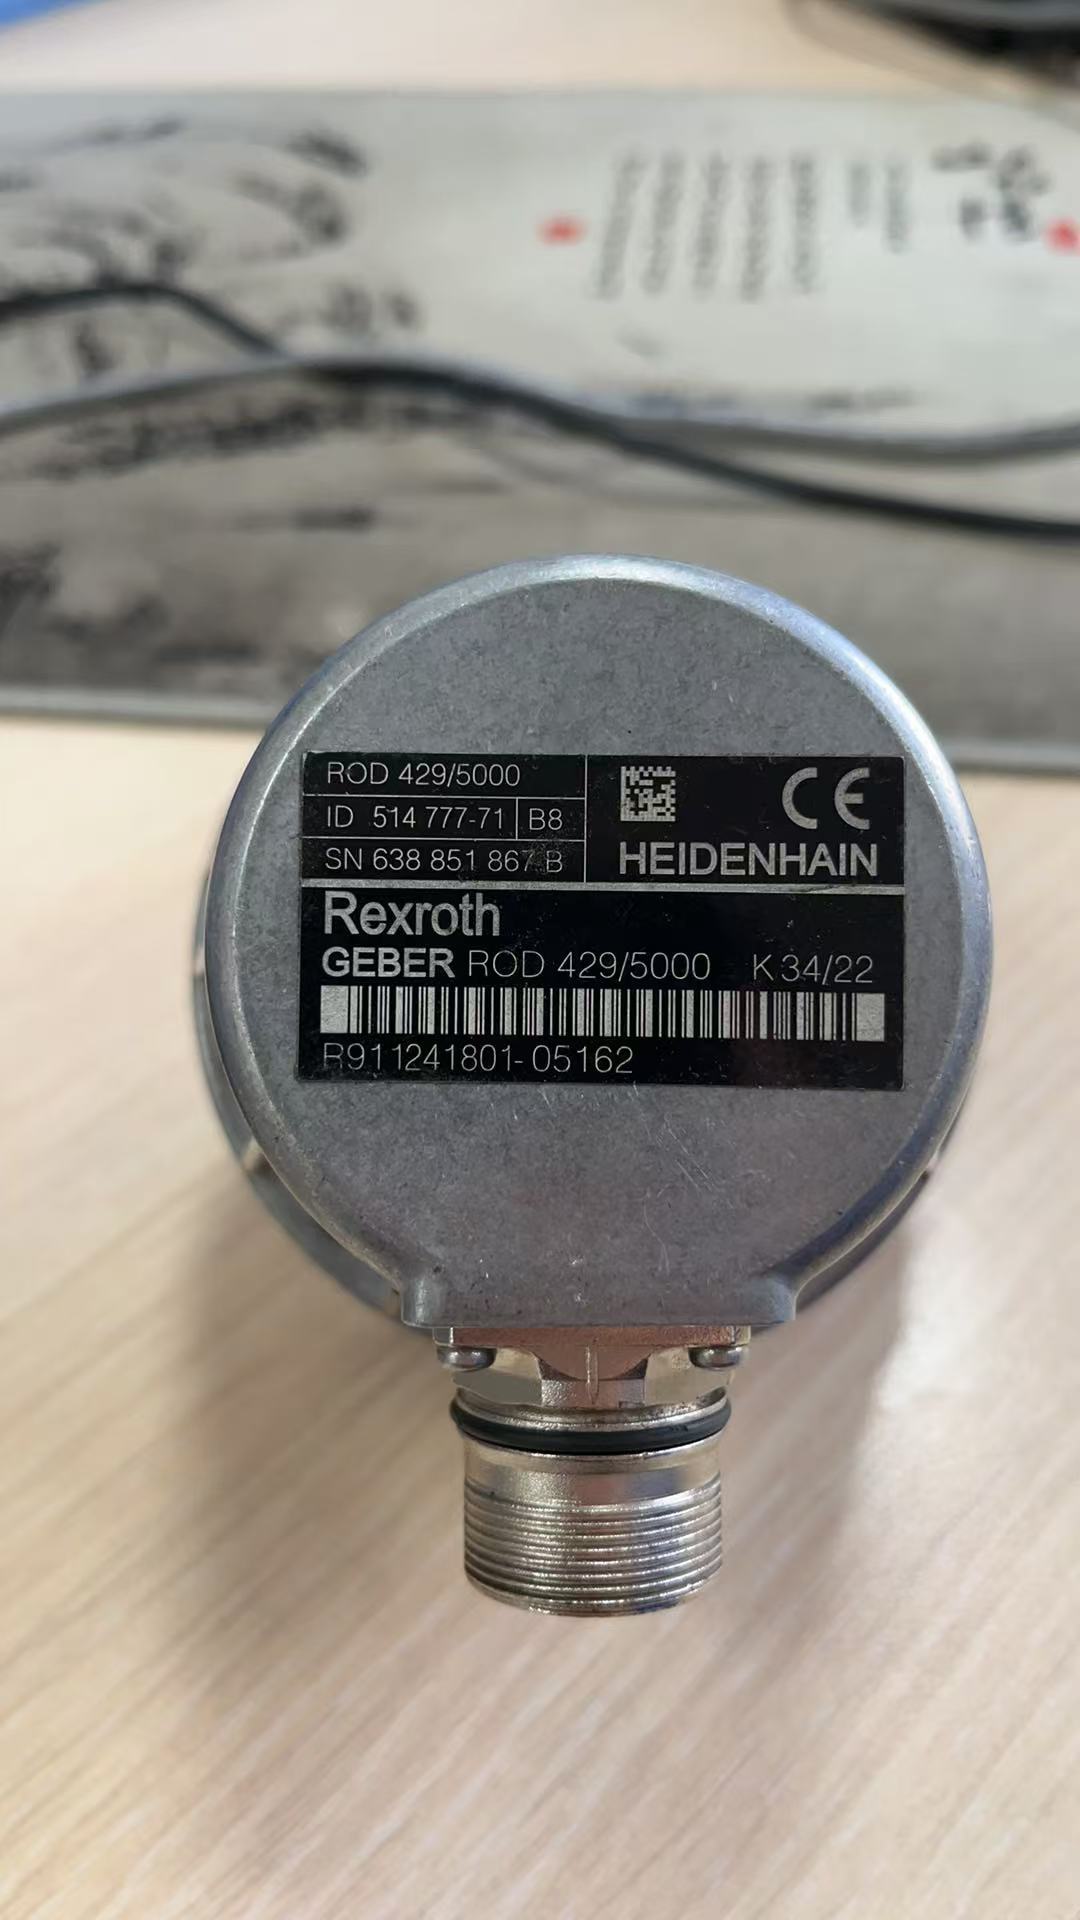 ROD 429/5000
ID 514 777-71 B8
SN 638 851 867 B
CE
HEIDENHAIN
Rexroth
GEBER ROD 429/5000 K 34/22
R911241801-05162